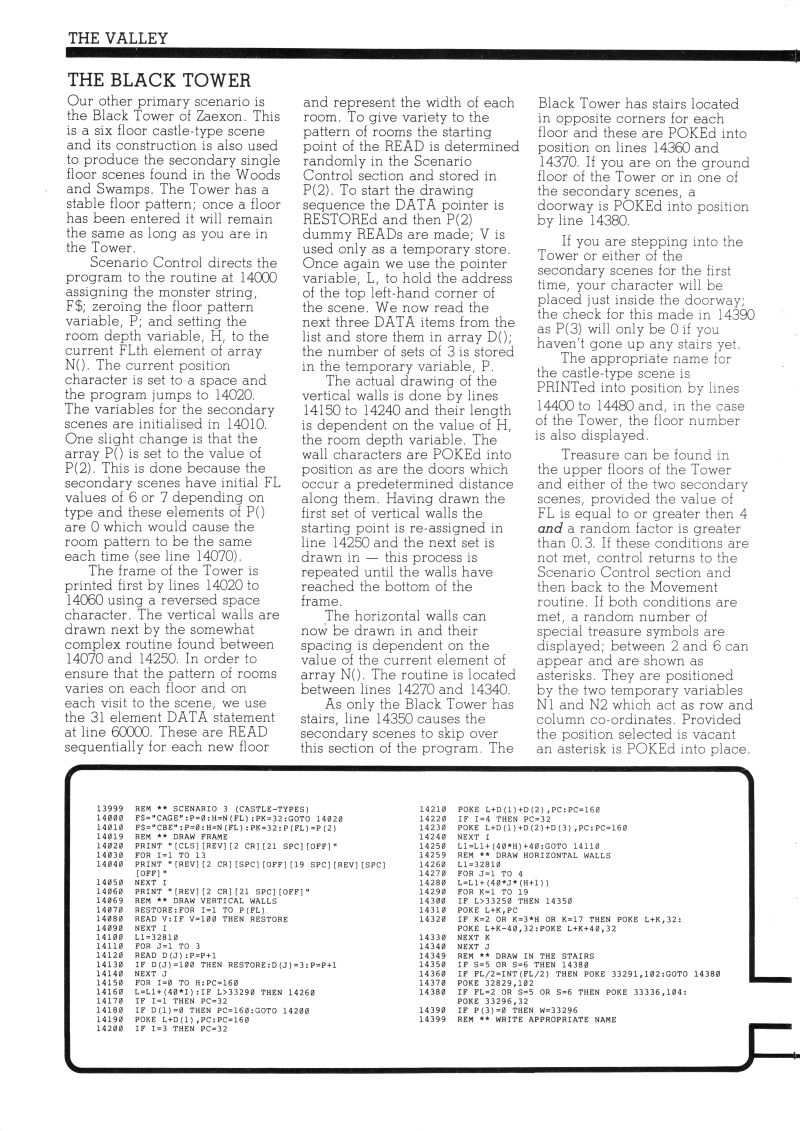 THE VALLEY
THE BLACK TOWER
Our other primary scenario is
the Black Tower of Zaexon. This
is a six floor castle-type scene
and its construction is also used
to produce the secondary single
floor scenes found in the Woods
and Swamps. The Tower has a
stable floor pattern; once a floor
has been entered it will remain
the same as long as you are in
the Tower.
Scenario Control directs the
program to the routine at 14000
assigning the monster string,
F$; zeroing the floor pattern
variable, P; and setting the
room depth variable, H, to the
current FLth element of array
N(). The current position
character is set to a space and
the program jumps to 14020.
The variables for the secondary
scenes are initialised in 14010.
One slight change is that the
array P() is set to the value of
P(2). This is done because the
secondary scenes have initial FL
values of 6 or 7 depending on
type and these elements of P()
are 0 which would cause the
room pattern to be the same
each time (see line 14070).
The frame of the Tower is
printed first by lines 14020 to
14060 using a reversed space
character. The vertical walls are
drawn next by the somewhat
complex routine found between
14070 and 14250. In order to
ensure that the pattern of rooms
varies on each floor and on
each visit to the scene, we use
the 31 element DATA statement
at line 60000. These are READ
sequentially for each new floor
and represent the width of each
room. To give variety to the
pattern of rooms the starting
point of the READ is determined
randomly in the Scenario
Control section and stored in
P(2). To start the drawing
sequence the DATA pointer is
RESTOREd and then P(2)
dummy READs are made; V is
used only as a temporary store.
Once again we use the pointer
variable, L, to hold the address
of the top left-hand corner of
the scene. We now read the
next three DATA items from the
list and store them in array D();
the number of sets of 3 is stored
in the temporary variable, P.
The actual drawing of the
vertical walls is done by lines
14150 to 14240 and their length
is dependent on the value of H,
the room depth variable. The
wall characters are POKEd into
position as are the doors which
occur a predetermined distance
along them. Having drawn the
first set of vertical walls the
starting point is re-assigned in
line 14250 and the next set is
drawn in — this process is
repeated until the walls have
reached the bottom of the
frame.
The horizontal walls can
now be drawn in and their
spacing is dependent on the
value of the current element of
array N(). The routine is located
between lines 14270 and 14340.
As only the Black Tower has
stairs, line 14350 causes the
secondary scenes to skip over
this section of the program. The
Black Tower has stairs located
in opposite corners for each
floor and these are POKEd into
position on lines 14360 and
14370. If you are on the ground
floor of the Tower or in one of
the secondary scenes, a
doorway is POKEd into position
by line 14380.
If you are stepping into the
Tower or either of the
secondary scenes for the first
time, your character will be
placed just inside the doorway;
the check for this made in 14390
as P(3) will only be 0 if you
haven't gone up any stairs yet.
The appropriate name for
the castle-type scene is
PRINTed into position by lines
14400 to 14480 and, in the case
of the Tower, the floor number
is also displayed.
Treasure can be found in
the upper floors of the Tower
and either of the two secondary
scenes, provided the value of
FL is equal to or greater then 4
and a random factor is greater
than 0.3. If these conditions are
not met, control returns to the
Scenario Control section and
then back to the Movement
routine. If both conditions are
met, a random number of
special treasure symbols are
displayed; between 2 and 6 can
appear and are shown as
asterisks. They are positioned
by the two temporary variables
N1 and N2 which act as row and
column co-ordinates. Provided
the position selected is vacant
an asterisk is POKEd into place.
13999 REM ** SCENARIO 3 (CASTLE-TYPES)
14000 F$="CAGE":P=0:H=N(FL):PK=32:GOTO 14020
14010 F$="CBE":P=0:H=N(FL):PK=32:P(FL)=P(2)
14019 REM ** DRAW FRAME
14020 PRINT "[CLS][REV][2 CR][21 SPC][OFF]"
14030 FOR I=1 TO 13
14040 PRINT "[REV][2 CR][SPC][OFF][19 SPC][REV][SPC]
[OFF]"
14050 NEXT I
14060 PRINT "[REV][2 CR][21 SPC][OFF]"
14069 REM ** DRAW VERTICAL WALLS
14070 RESTORE:FOR I=1 TO P(FL)
14080 READ V:IF V=100 THEN RESTORE
14090 NEXT I
14100 L1=32810
14110 FOR J=1 TO 3
14120 READ D(J):P=P+1
14130 IF D(J)=100 THEN RESTORE:D(J)=3:P=P+1
14140 NEXT J
14150 FOR I=0 TO H:PC=160
14160 L=L1+(40*I):IF L>33290 THEN 14260
14170 IF I=1 THEN PC=32
14180 IF D(1)=0 THEN PC=160:GOTO 14200
14190 POKE L+D(1),PC:PC=160
14200 IF I=3 THEN PC=32
14210 POKE L+D(1)+D(2),PC:PC=160
14220 IF I=4 THEN PC=32
14230 POKE L+D(1)+D(2)+D(3),PC:PC=160
14240 NEXT I
14250 L1=L1+(40*H)+40:GOTO 14110
14259 REM ** DRAW HORIZONTAL WALLS
14260 L1=32810
14270 FOR J=1 TO 4
14280 L=L1+(40*J*(H+1))
14290 FOR K=1 TO 19
14300 IF L>33250 THEN 14350
14310 POKE L+K,PC
14320 IF K=2 OR K=3*H OR K=17 THEN POKE L+K,32:
POKE L+K-40,32:POKE L+K+40,32
14330 NEXT K
14340 NEXT J
14349 REM ** DRAW IN THE STAIRS
14350 IF S=5 OR S=6 THEN 14380
14360 IF FL/2=INT(FL/2) THEN POKE 33291,102:GOTO 14380
14370 POKE 32829,102
14380 IF FL=2 OR S=5 OR S=6 THEN POKE 33336,104:
POKE 33296,32
14390 IF P(3)=0 THEN W=33296
14399 REM ** WRITE APPROPRIATE NAME